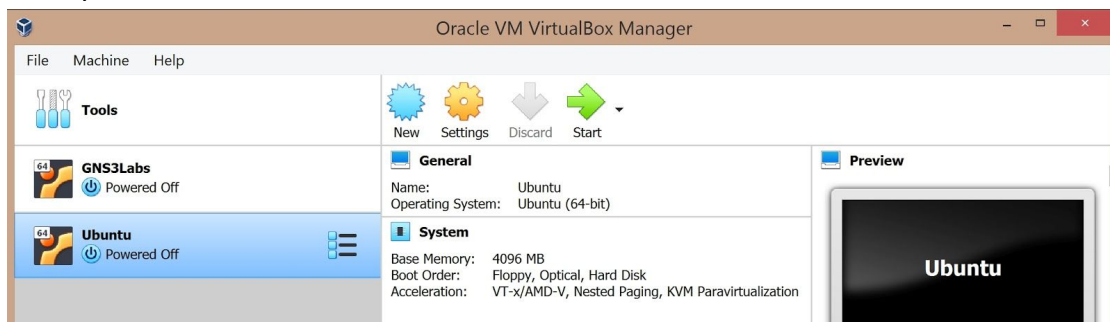 Oracle VM VirtualBox Manager
File Machine Help
Tools
New Settings Discard Start
64 GNS3Labs
Powered Off
64 Ubuntu
Powered Off
General
Name: Ubuntu
Operating System: Ubuntu (64-bit)
System
Base Memory: 4096 MB
Boot Order: Floppy, Optical, Hard Disk
Acceleration: VT-x/AMD-V, Nested Paging, KVM Paravirtualization
Preview
Ubuntu